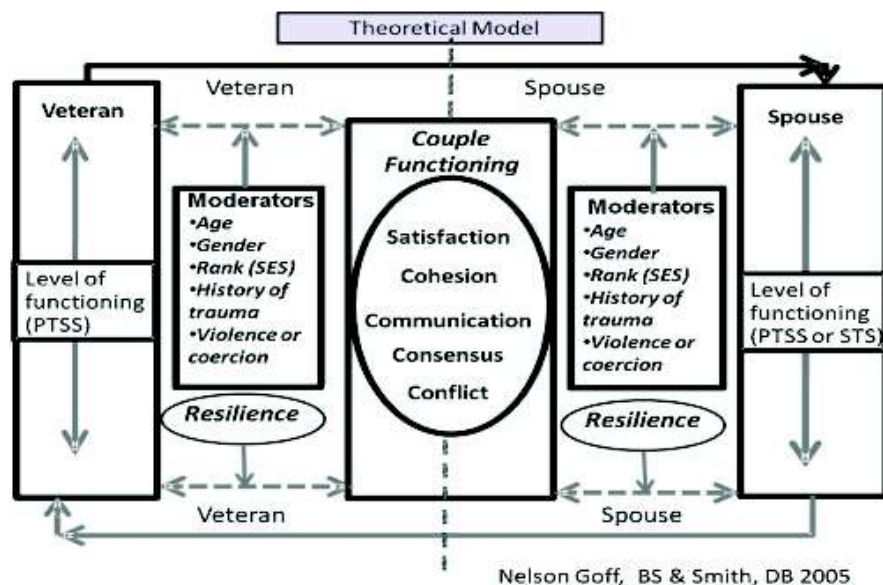 Theoretical Model
Veteran
Spouse
Veteran
Level of
functioning
(PTSS)
Moderators
•Age
•Gender
•Rank (SES)
•History of
trauma
•Violence or
coercion
Resilience
Couple
Functioning
Satisfaction
Cohesion
Communication
Consensus
Conflict
Moderators
•Age
•Gender
•Rank (SES)
•History of
trauma
•Violence or
coercion
Resilience
Spouse
Level of
functioning
(PTSS or STS)
Veteran
Spouse
Nelson Goff, BS & Smith, DB 2005